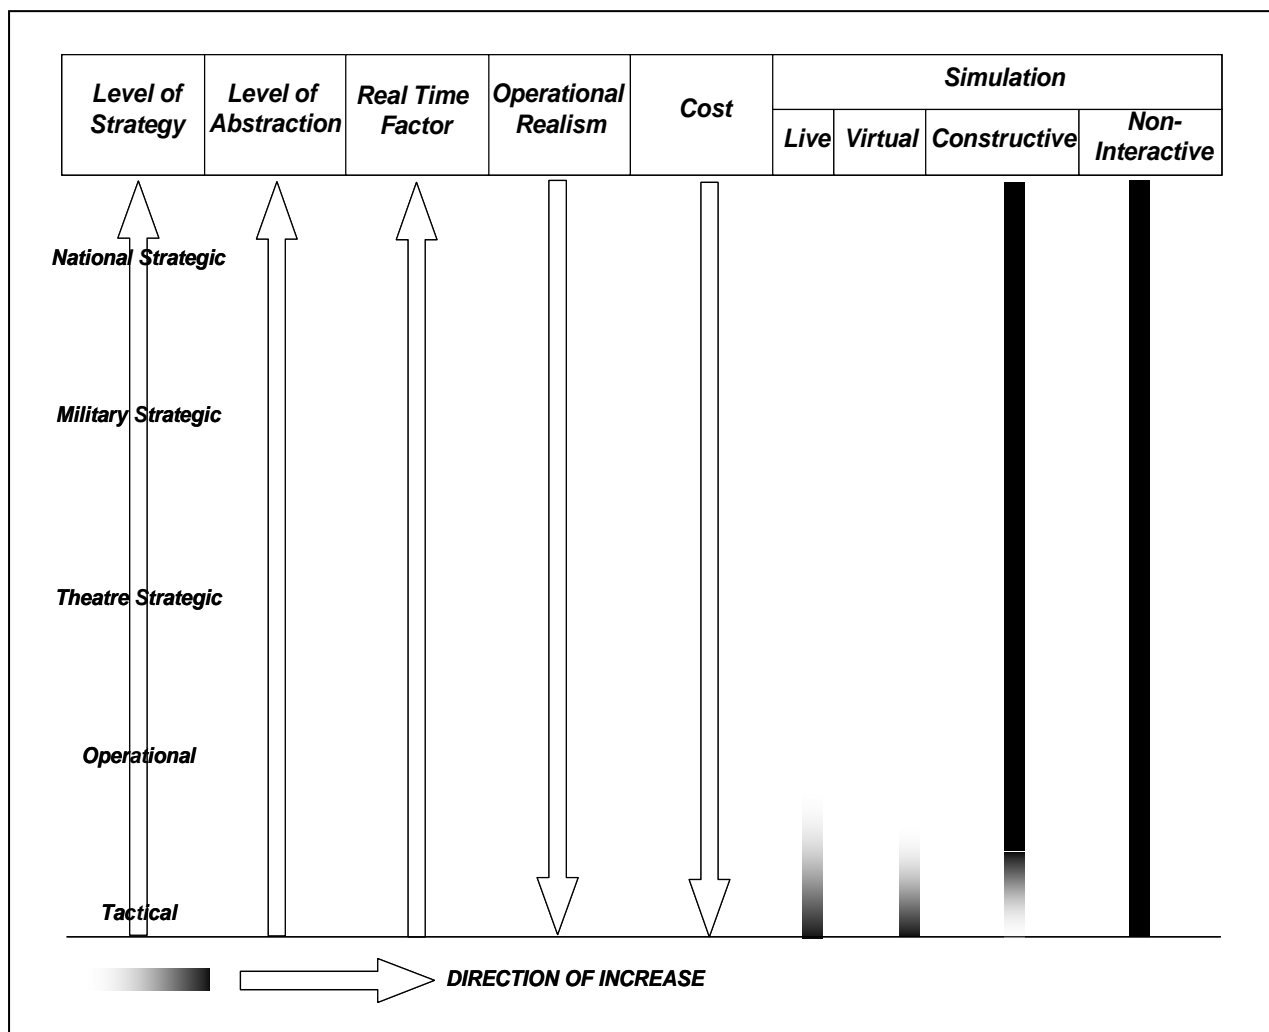 Level of
Strategy
Level of
Abstraction
Real Time
Factor
Operational
Realism
Cost
Simulation
Live
Virtual
Constructive
Non-
Interactive
National Strategic
Military Strategic
Theatre Strategic
Operational
Tactical
DIRECTION OF INCREASE